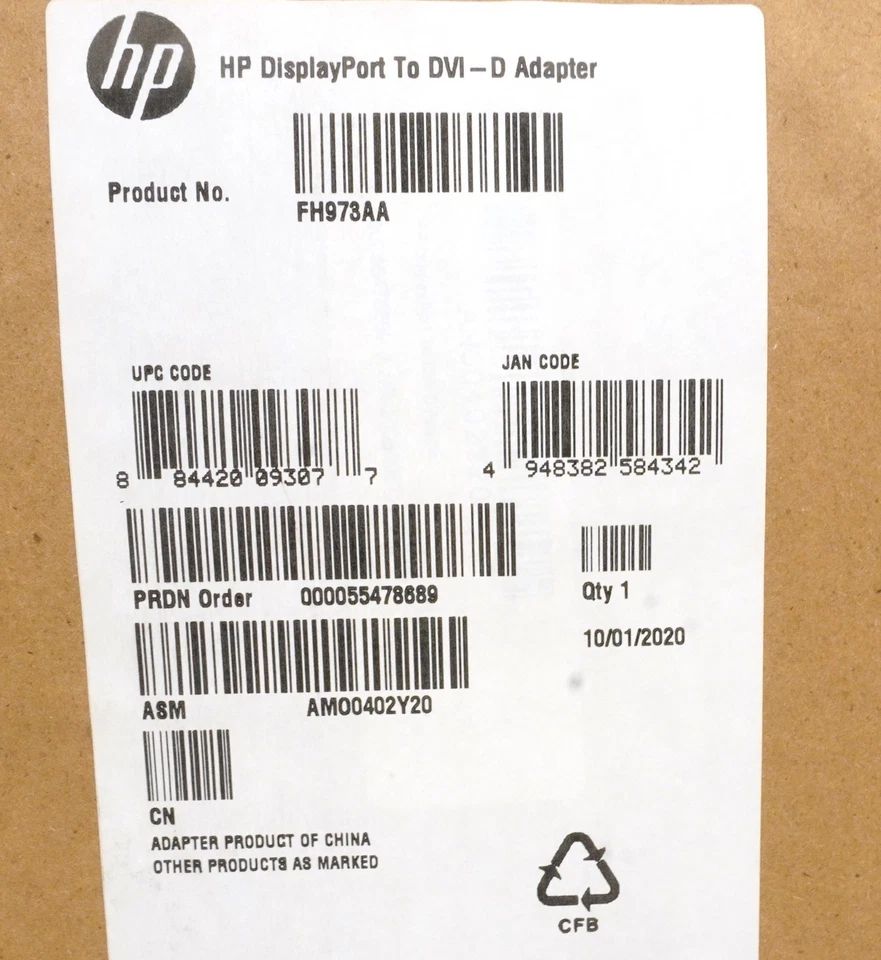 hp HP DisplayPort To DVI-D Adapter
Product No.
FH973AA
UPC CODE
JAN CODE
8 84420 09307 7
4 948382 584342
PRDN Order 000055478689
Qty 1
10/01/2020
ASM AMO0402Y20
CN
ADAPTER PRODUCT OF CHINA
OTHER PRODUCTS AS MARKED
CFB